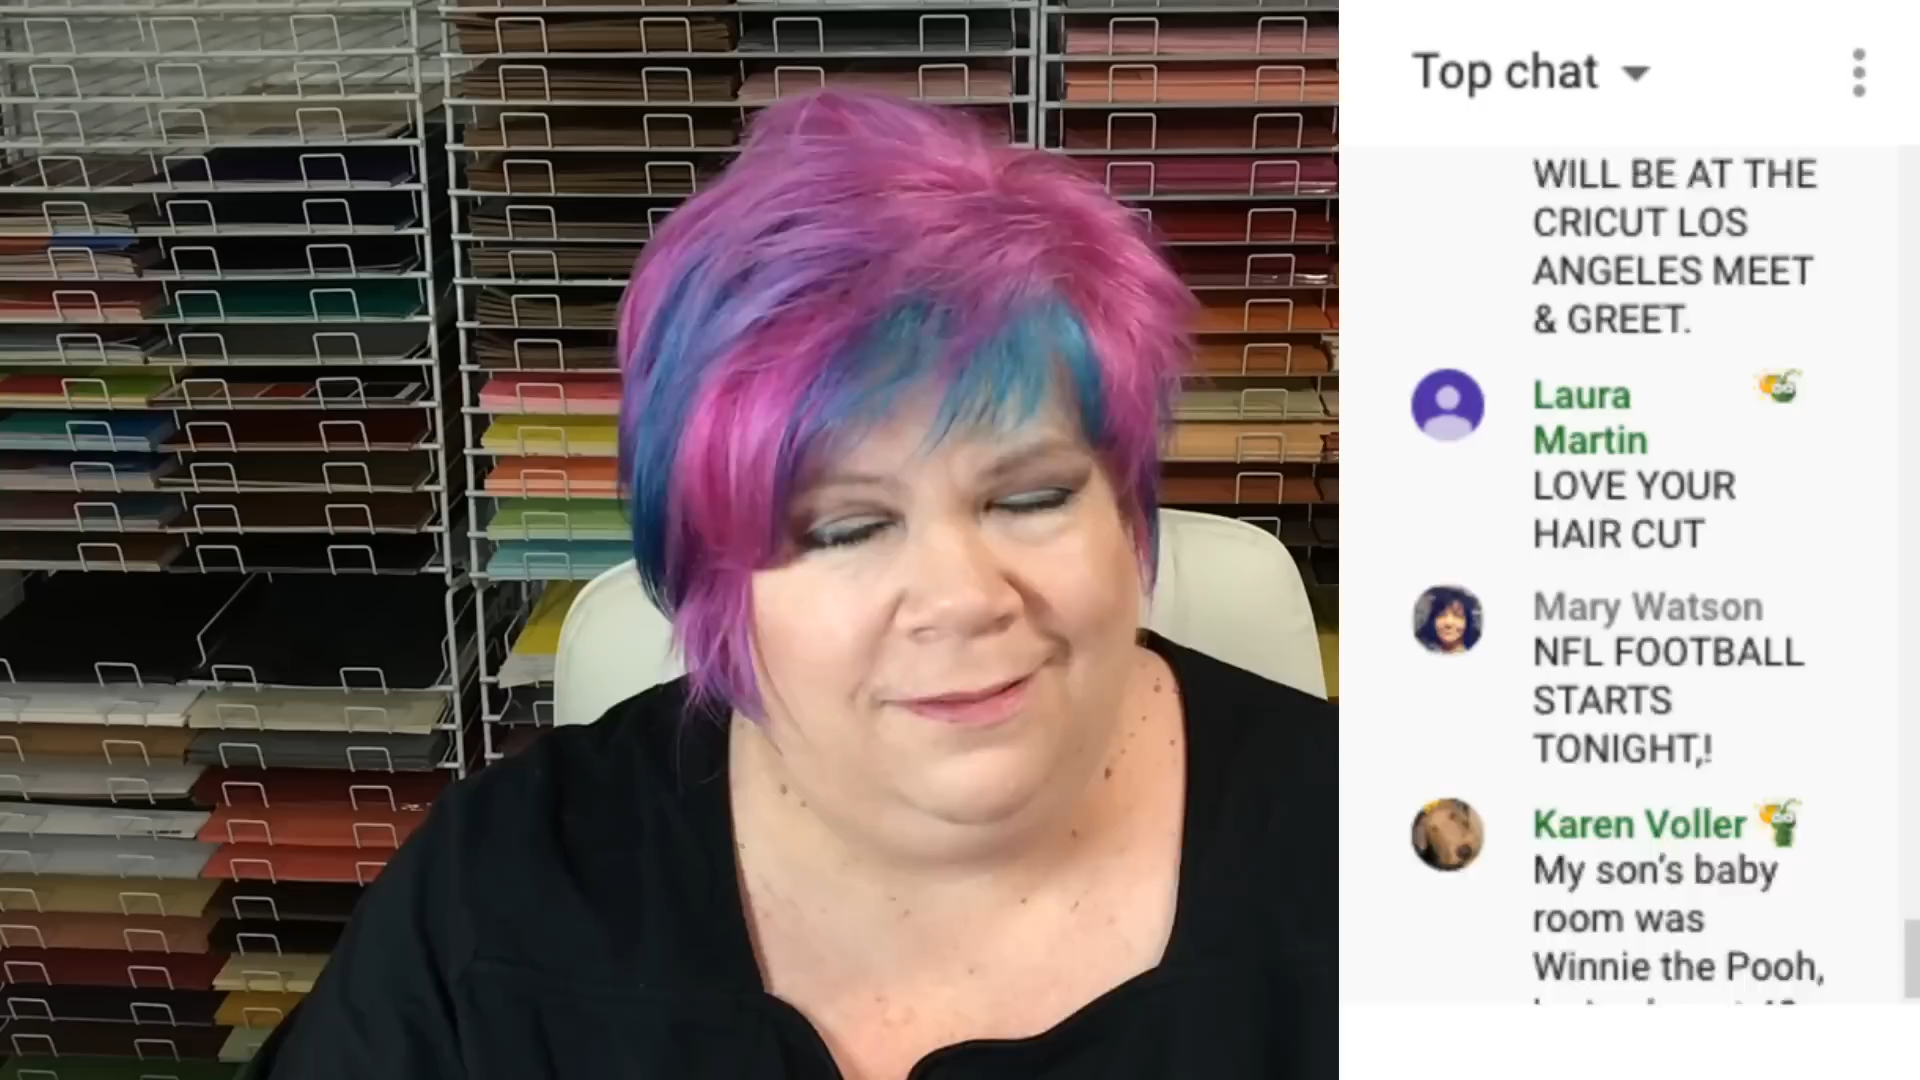 Top chat
WILL BE AT THE
CRICUT LOS
ANGELES MEET
& GREET.
Laura
Martin
LOVE YOUR
HAIR CUT
Mary Watson
NFL FOOTBALL
STARTS
TONIGHT,!
Karen Voller
My son's baby
room was
Winnie the Pooh,